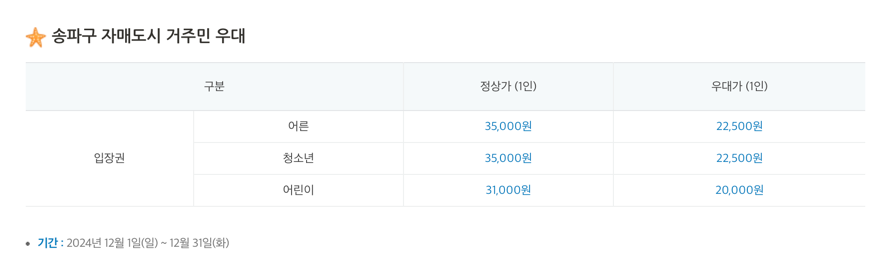 송파구 자매도시 거주민 우대
구분 정상가 (1인) 우대가 (1인)
입장권
어른 35,000원 22,500원
청소년 35,000원 22,500원
어린이 31,000원 20,000원
• 기간 : 2024년 12월 1일(일) ~ 12월 31일(화)